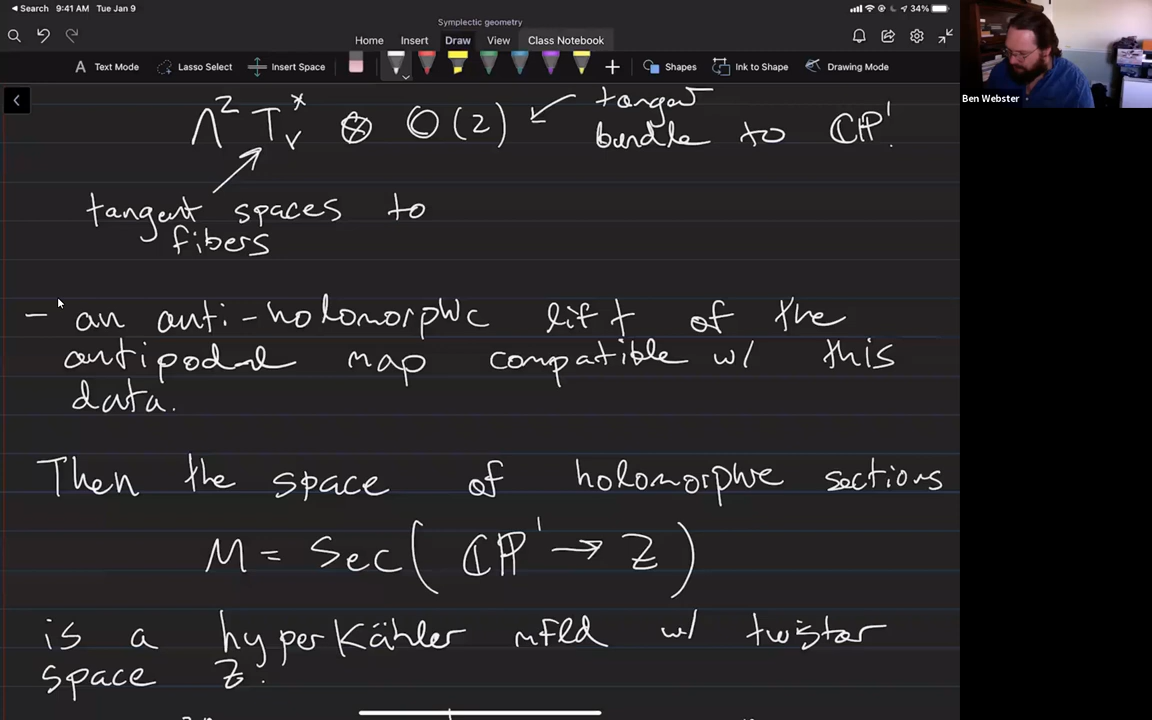 Search 9:41 AM Tue Jan 9
34%
Symplectic geometry
Home Insert Draw View Class Notebook
Text Mode Lasso Select Insert Space Shapes Ink to Shape Drawing Mode
Ben Webster
Λ² T_v^* ⊗ O(2) ← tangent
bundle to ℂℙ¹.
tangent spaces to
fibers
- an anti-holomorphic lift of the
antipodal map compatible w/ this
data.
Then the space of holomorphic sections
M = Sec(ℂℙ¹ → Z)
is a hyperKähler mfld w/ twistor
space Z.